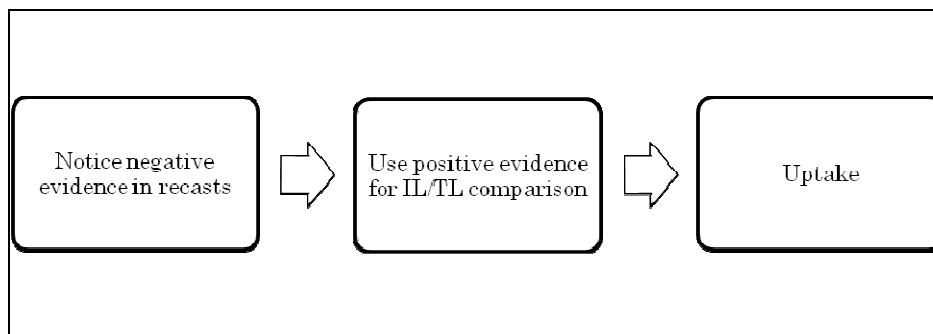 Notice negative
evidence in recasts
Use positive evidence
for IL/TL comparison
Uptake